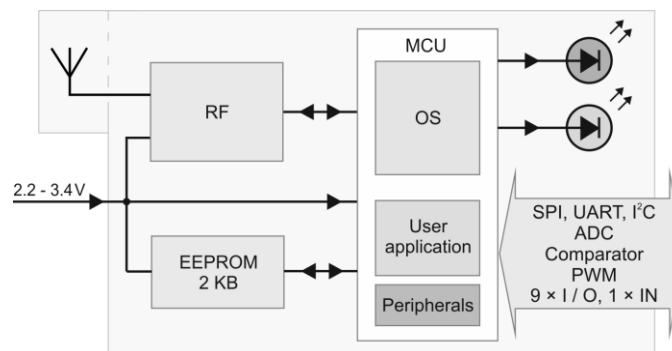 MCU
RF
OS
2.2 - 3.4 V
User
application
EEPROM
2 KB
Peripherals
SPI, UART, I²C
ADC
Comparator
PWM
9 × I / O, 1 × IN